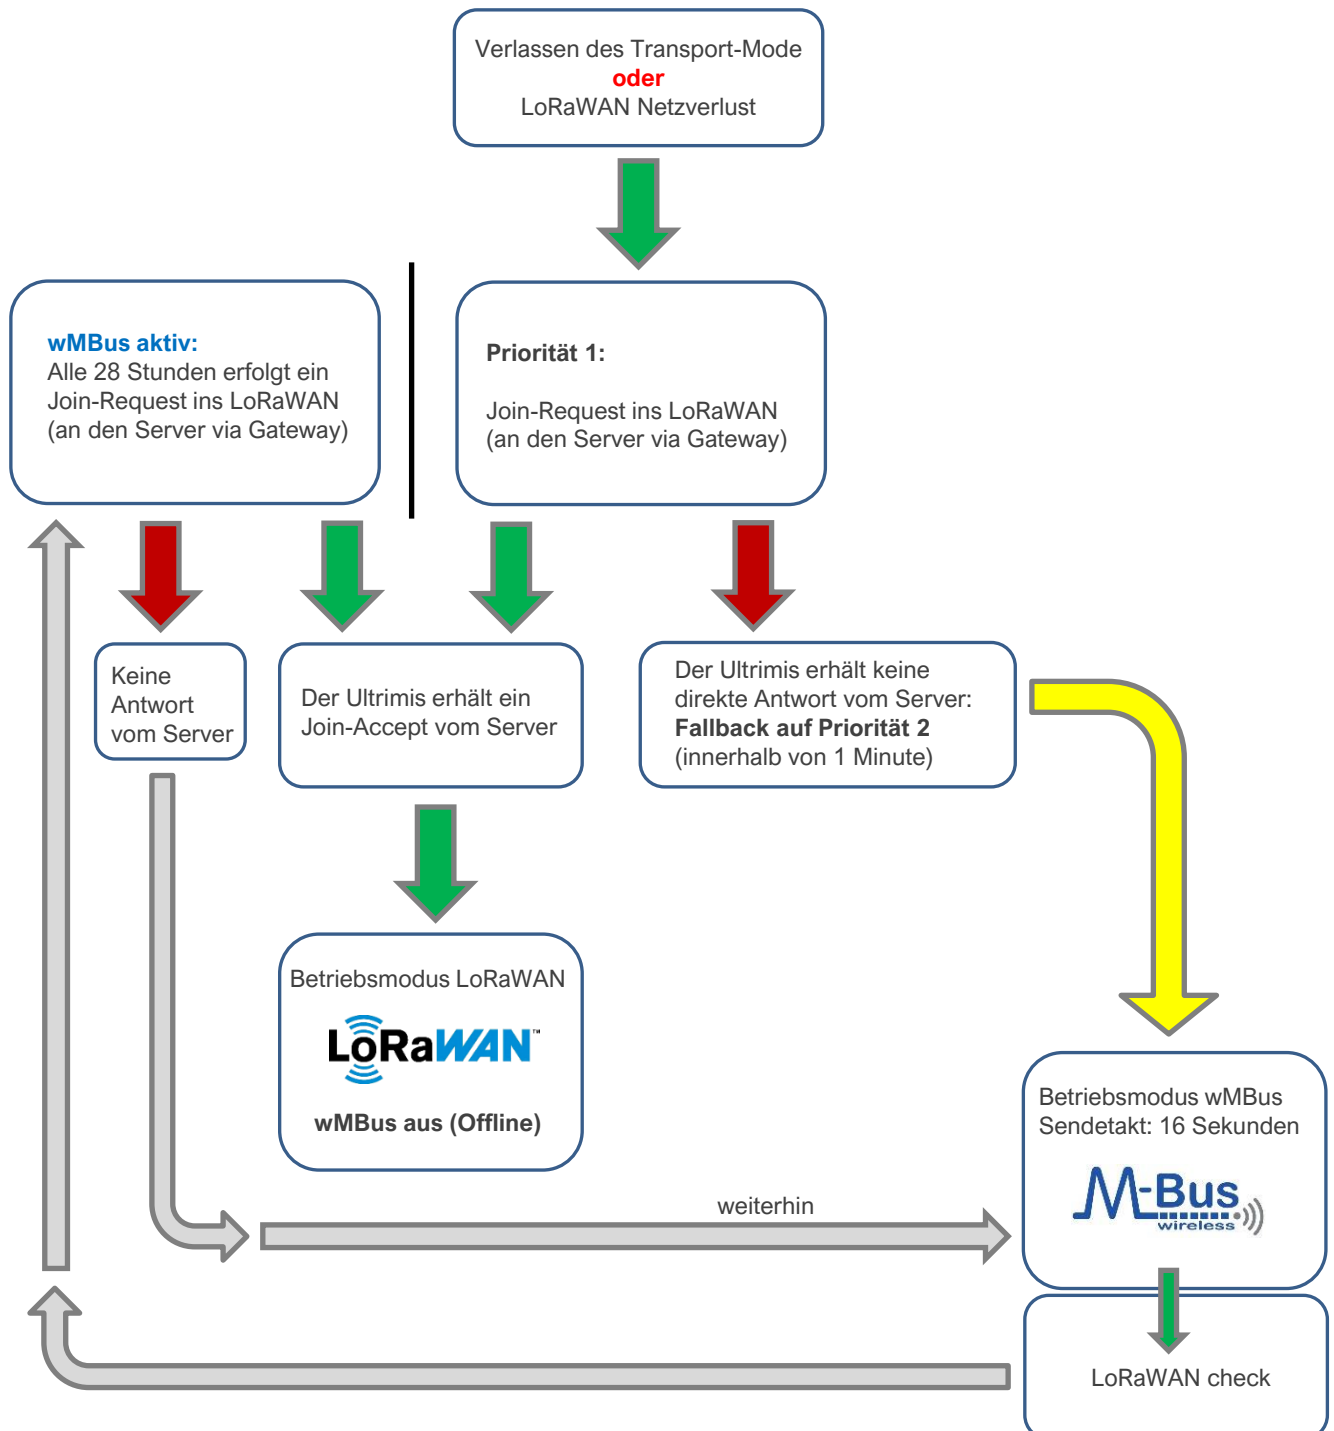 Verlassen des Transport-Mode
oder
LoRaWAN Netzverlust
wMBus aktiv:
Alle 28 Stunden erfolgt ein
Join-Request ins LoRaWAN
(an den Server via Gateway)
Priorität 1:
Join-Request ins LoRaWAN
(an den Server via Gateway)
Keine
Antwort
vom Server
Der Ultrimis erhält ein
Join-Accept vom Server
Der Ultrimis erhält keine
direkte Antwort vom Server:
Fallback auf Priorität 2
(innerhalb von 1 Minute)
Betriebsmodus LoRaWAN
LoRaWAN™
wMBus aus (Offline)
Betriebsmodus wMBus
Sendetakt: 16 Sekunden
M-Bus
wireless
weiterhin
LoRaWAN check